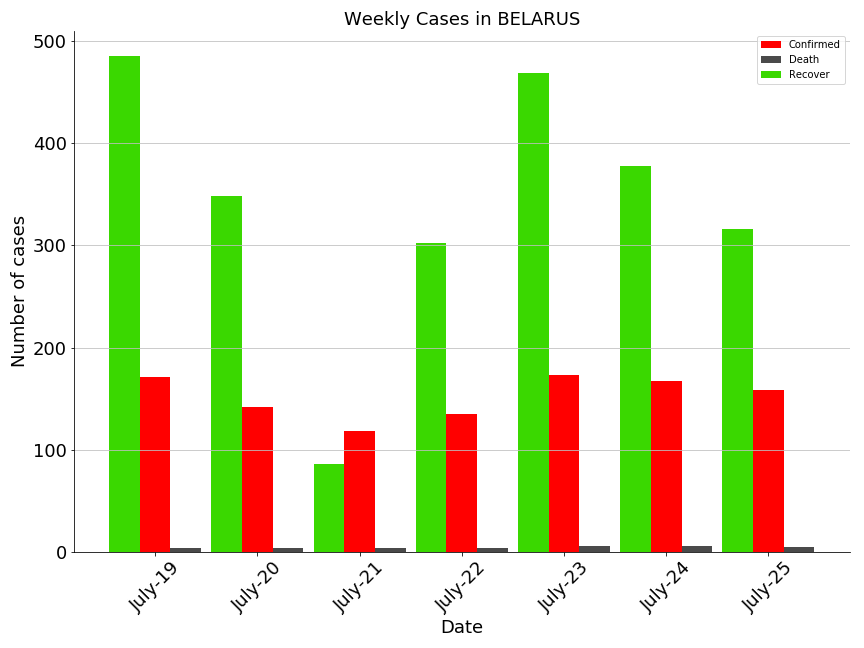 Weekly Cases in BELARUS
Confirmed
Death
Recover
Number of cases
500
400
300
200
100
0
July-19
July-20
July-21
July-22
July-23
July-24
July-25
Date